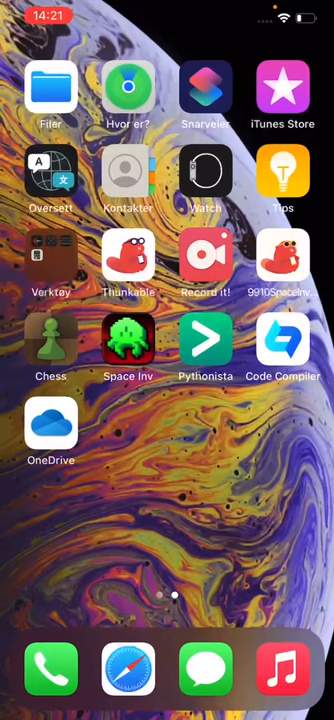 14:21
Filer
Hvor er?
Snarveier
iTunes Store
Oversett
Kontakter
Watch
Tips
Verktøy
Thunkable
Record it!
9910SpaceInv...
Chess
Space Inv
Pythonista
Code Compiler
OneDrive